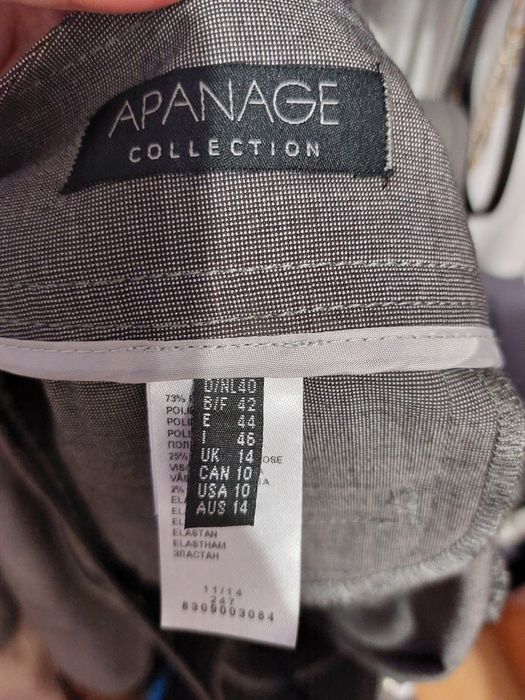 APANAGE
COLLECTION
D/NL 40
B/F 42
E 44
I 46
UK 14
CAN 10
USA 10
AUS 14
73%
25%
2%
ELASTAN
ELASTHAM
ЭЛАСТАН
11/14
247
8309003084